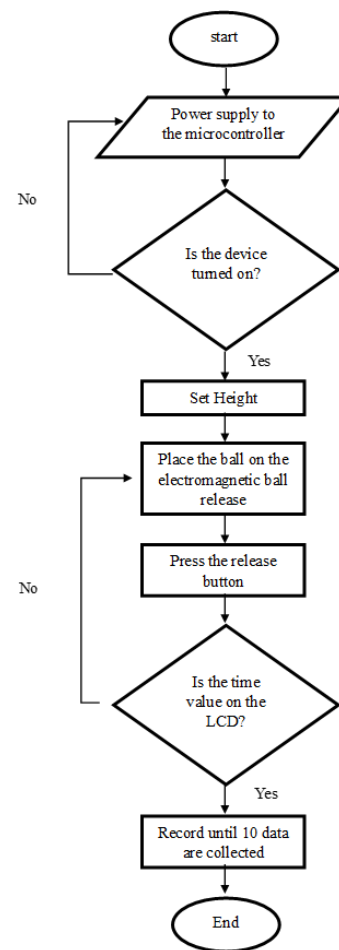 start
Power supply to
the microcontroller
No
Is the device
turned on?
Yes
Set Height
Place the ball on the
electromagnetic ball
release
Press the release
button
No
Is the time
value on the
LCD?
Yes
Record until 10 data
are collected
End